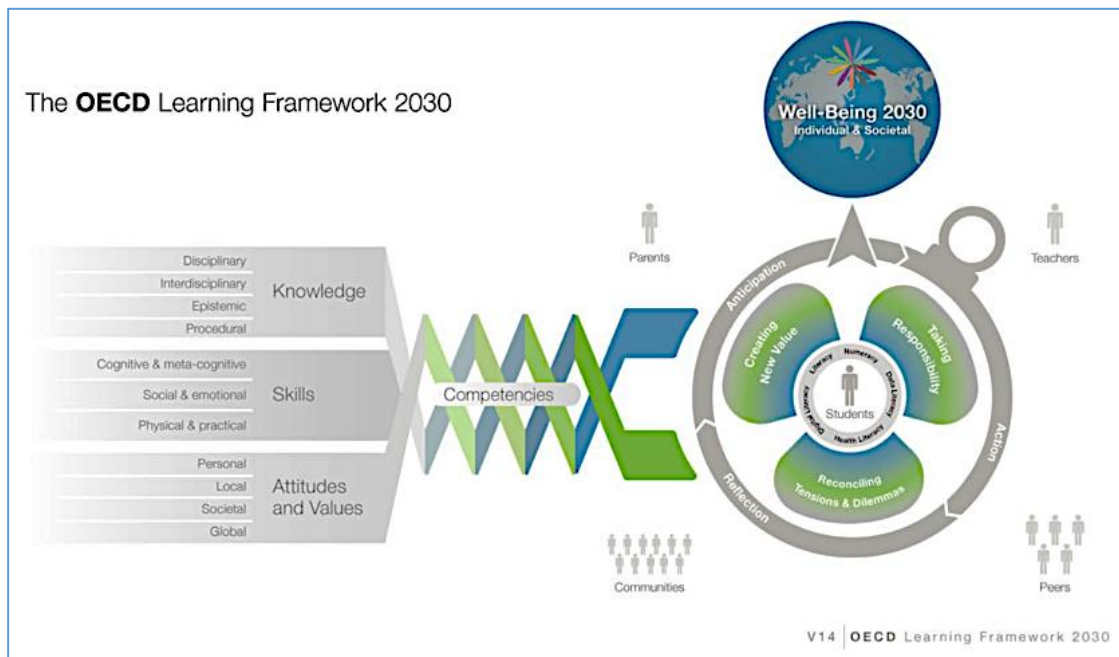 The OECD Learning Framework 2030
Well-Being 2030
Individual & Societal
Disciplinary
Interdisciplinary
Epistemic
Procedural
Knowledge
Cognitive & meta-cognitive
Social & emotional
Physical & practical
Skills
Personal
Local
Societal
Global
Attitudes
and Values
Competencies
Parents
Teachers
Anticipation
Action
Reflection
Creating
New Value
Taking
Responsibility
Reconciling
Tensions & Dilemmas
Literacy
Numeracy
Data Literacy
Health Literacy
Digital Literacy
Students
Communities
Peers
V14 | OECD Learning Framework 2030